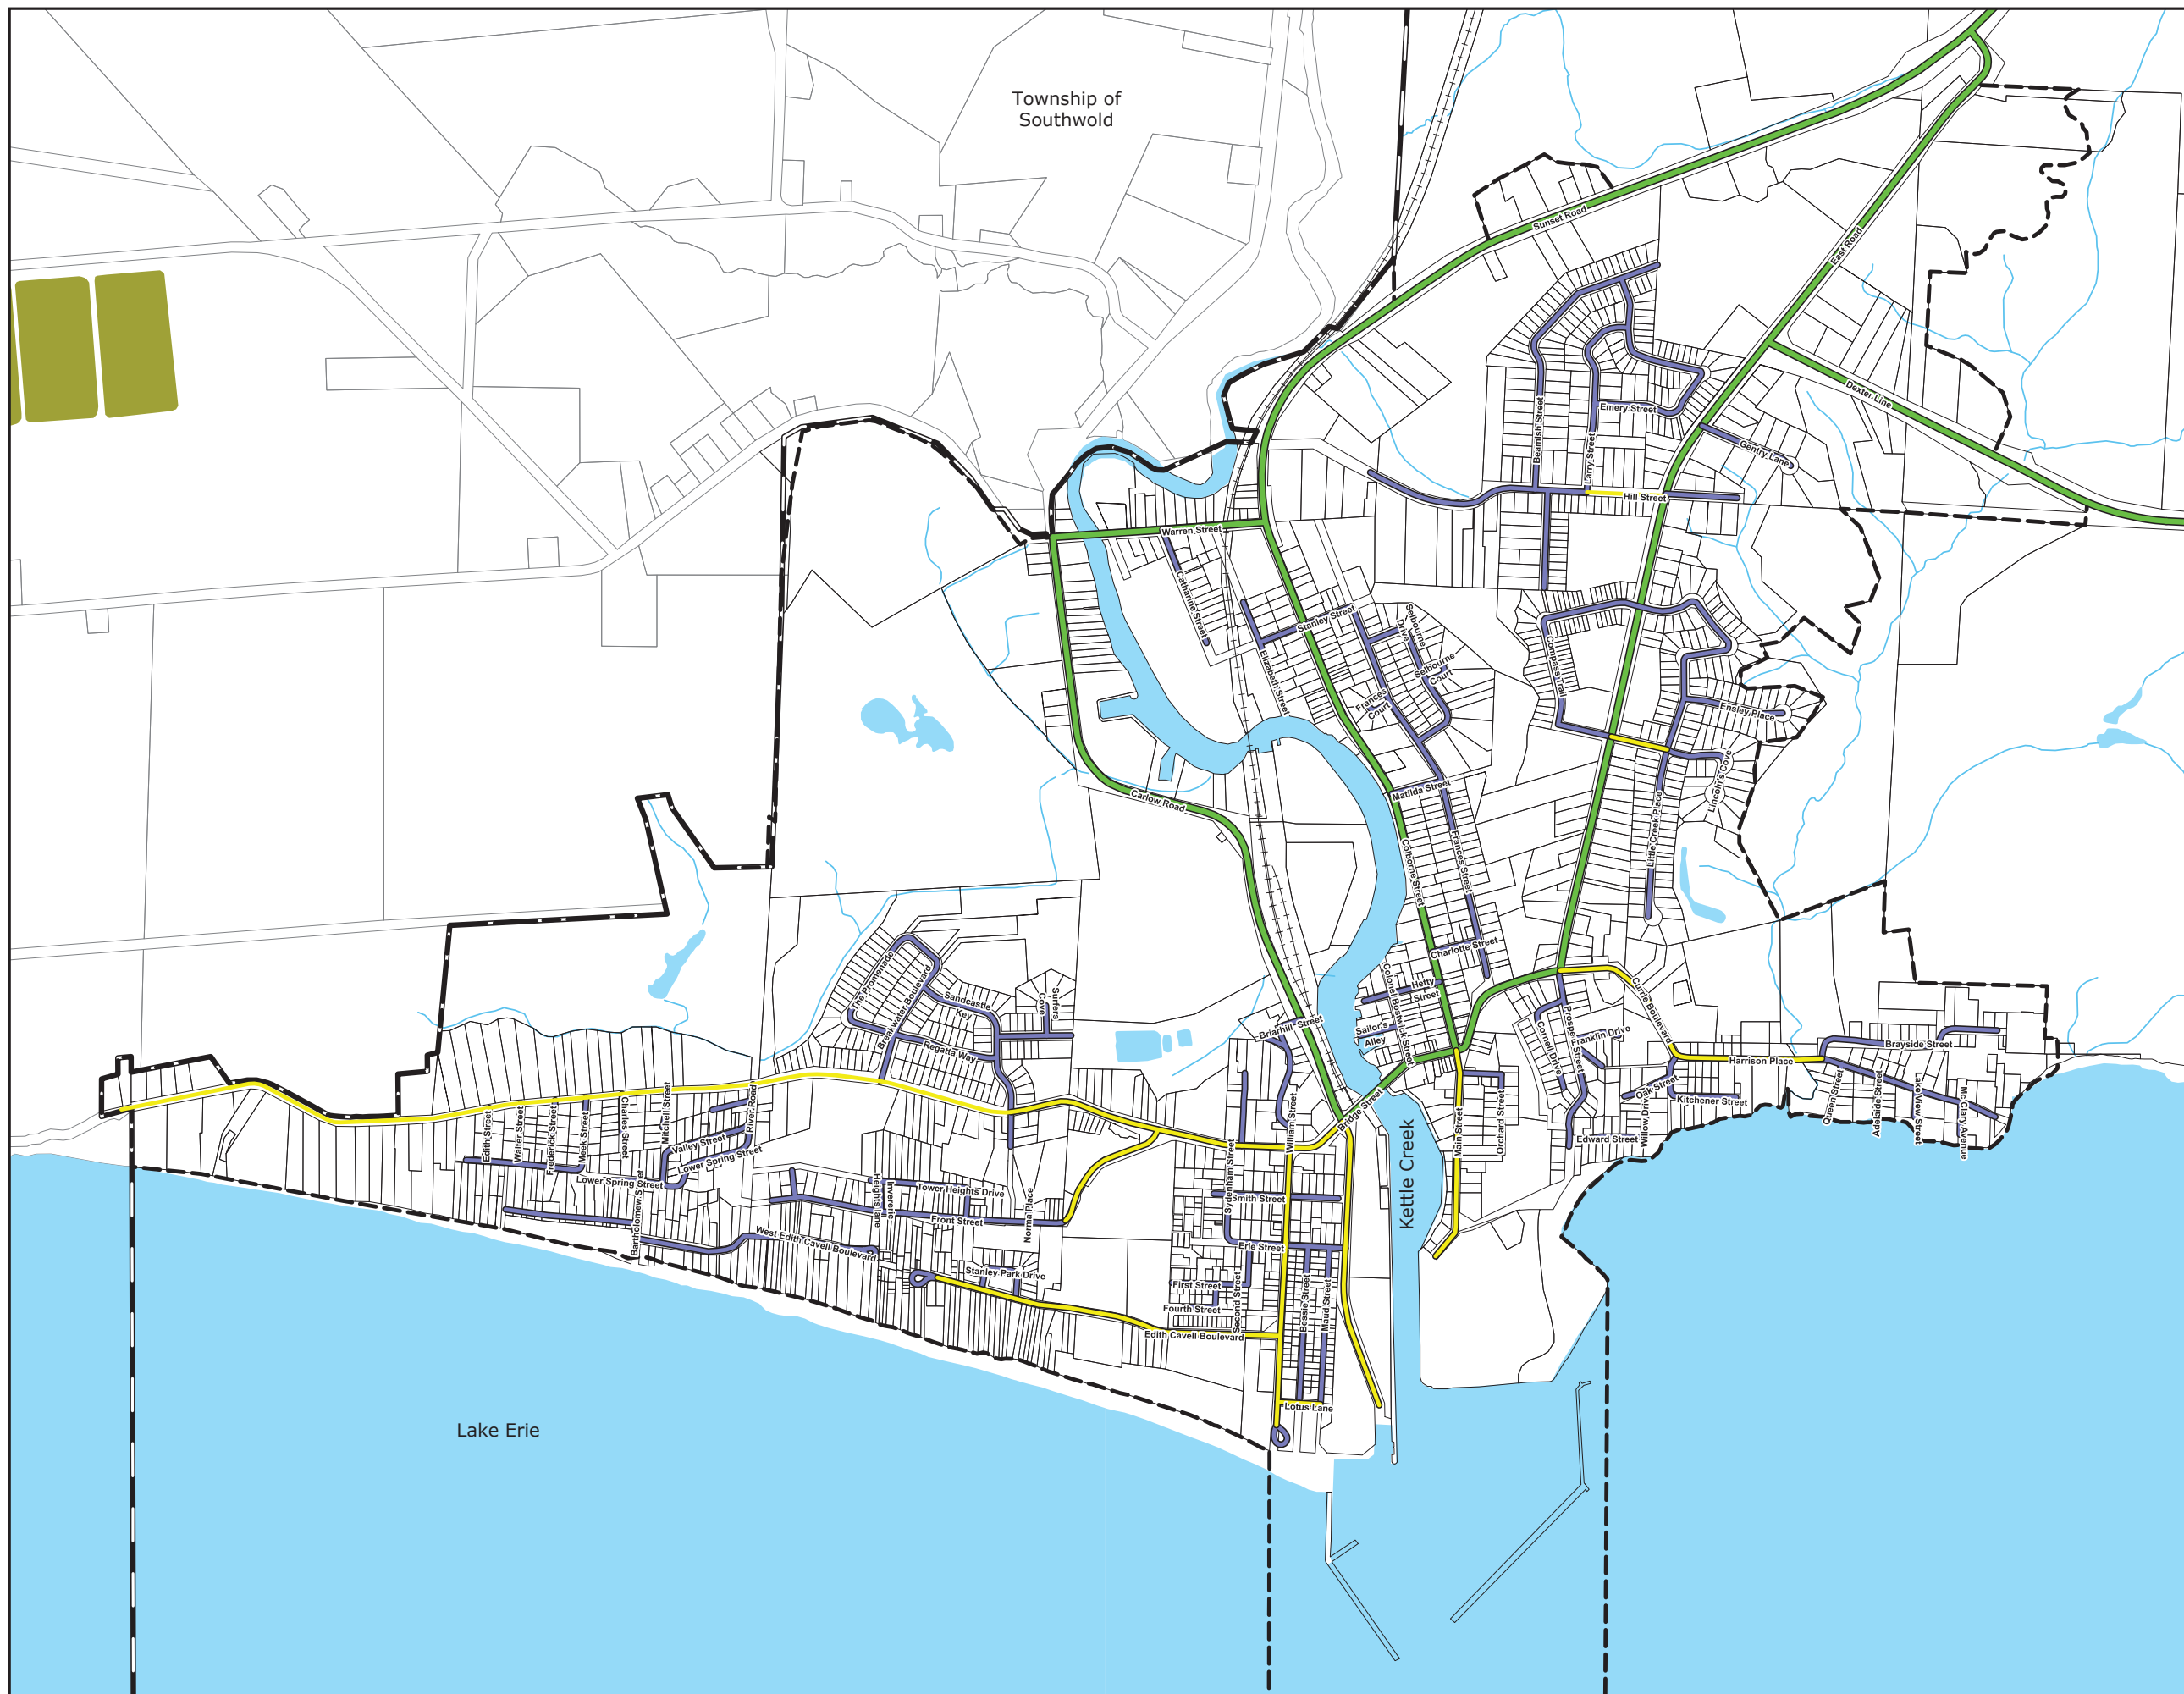 Township of
Southwold
Sunset Road
East Road
Dexter Line
Beamish Street
Emery Street
Larry Street
Gentry Lane
Hill Street
Warren Street
Catharine Street
Stanley Street
Elizabeth Street
Selbourne
Drive
Selbourne
Court
Frances
Court
Compass Trail
Ensley Place
Lincoln's Cove
Little Creek Place
Matilda Street
Carlow Road
Colborne Street
Frances Street
Charlotte Street
Colonel Bostwick Street
Hetty
Street
Sailor's
Alley
Briarhill Street
The Promenade
Breakwater Boulevard
Sandcastle
Key
Surfers
Cove
Regatta Way
Currie Boulevard
Prospect Street
Cornell Drive
Franklin Drive
Harrison Place
Brayside Street
Oak Street
Kitchener Street
Willow Drive
Edward Street
Queen Street
Adelaide Street
Lake View Street
Mc Clary Avenue
Orchard Street
Main Street
Bridge Street
Kettle Creek
William Street
Sydenham Street
Smith Street
Erie Street
First Street
Second Street
Fourth Street
Bessie Street
Maud Street
Edith Cavell Boulevard
Lotus Lane
Edith Street
Walter Street
Frederick Street
Meek Street
Charles Street
Mitchell Street
River Road
Valley Street
Lower Spring Street
Lower Spring Street
Bartholomew Street
Heights lane
Invererie
Tower Heights Drive
Front Street
Norma Place
West Edith Cavell Boulevard
Stanley Park Drive
Lake Erie